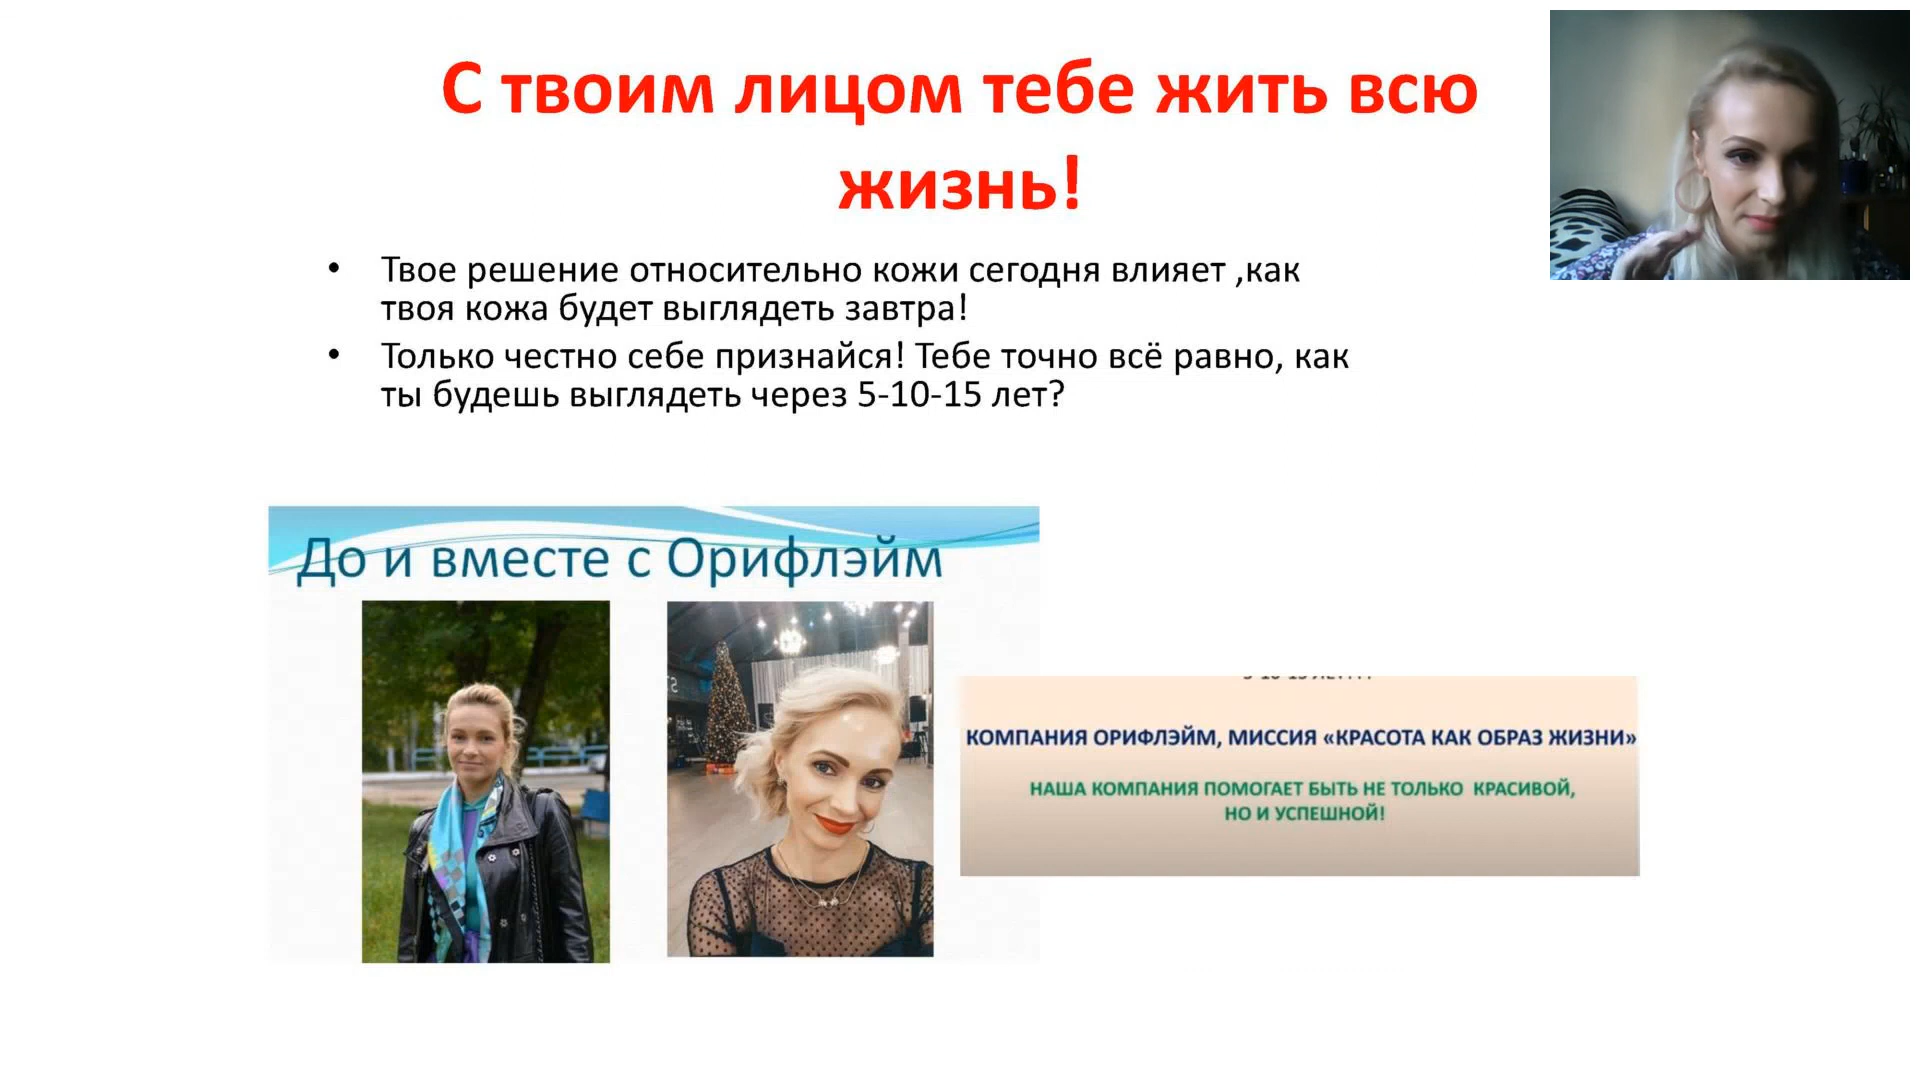 С твоим лицом тебе жить всю
жизнь!
• Твое решение относительно кожи сегодня влияет ,как
твоя кожа будет выглядеть завтра!
• Только честно себе признайся! Тебе точно всё равно, как
ты будешь выглядеть через 5-10-15 лет?
До и вместе с Орифлэйм
КОМПАНИЯ ОРИФЛЭЙМ, МИССИЯ «КРАСОТА КАК ОБРАЗ ЖИЗНИ»
НАША КОМПАНИЯ ПОМОГАЕТ БЫТЬ НЕ ТОЛЬКО КРАСИВОЙ,
НО И УСПЕШНОЙ!